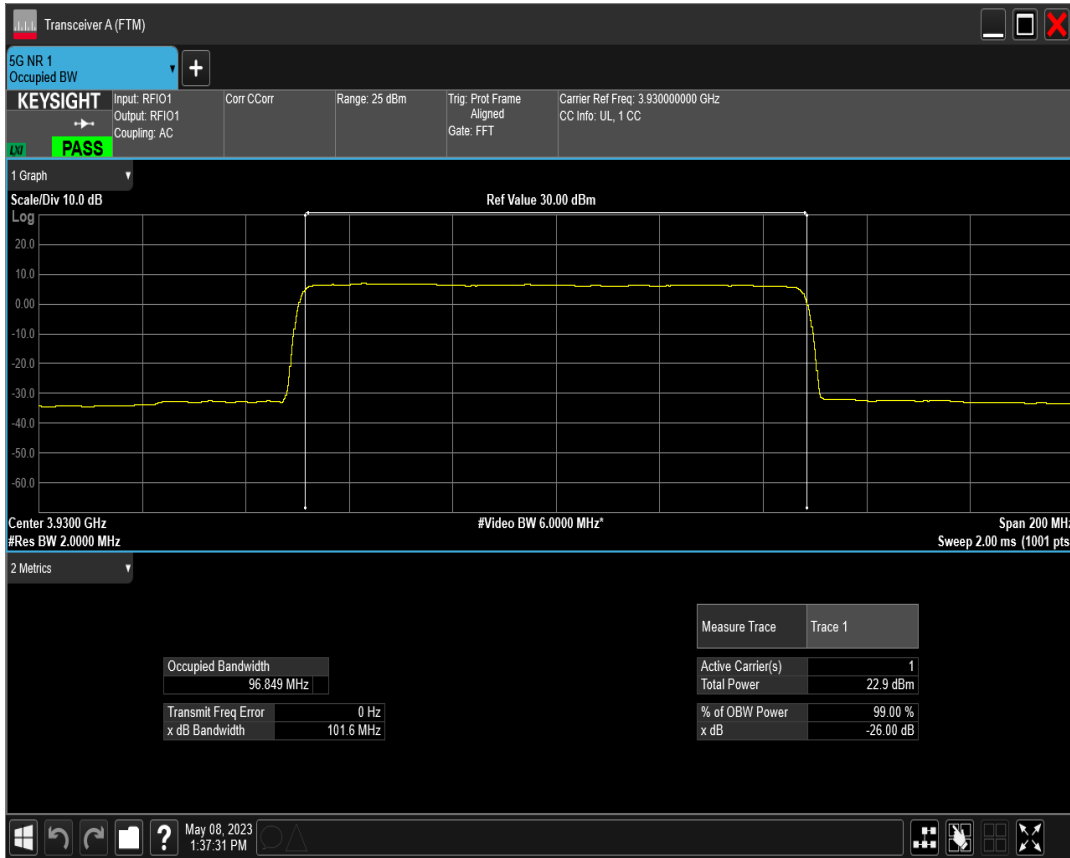 Transceiver A (FTM)
5G NR 1
Occupied BW
+
KEYSIGHT
Input: RFIO1
Output: RFIO1
Coupling: AC
Corr CCorr
Range: 25 dBm
Trig: Prot Frame
Aligned
Gate: FFT
Carrier Ref Freq: 3.930000000 GHz
CC Info: UL, 1 CC
LXI
PASS
1 Graph
Scale/Div 10.0 dB
Ref Value 30.00 dBm
Log
20.0
10.0
0.00
-10.0
-20.0
-30.0
-40.0
-50.0
-60.0
Center 3.9300 GHz
#Video BW 6.0000 MHz*
Span 200 MHz
#Res BW 2.0000 MHz
Sweep 2.00 ms (1001 pts
2 Metrics
Measure Trace Trace 1
Occupied Bandwidth
96.849 MHz
Active Carrier(s) 1
Total Power 22.9 dBm
Transmit Freq Error 0 Hz
x dB Bandwidth 101.6 MHz
% of OBW Power 99.00 %
x dB -26.00 dB
?
May 08, 2023
1:37:31 PM